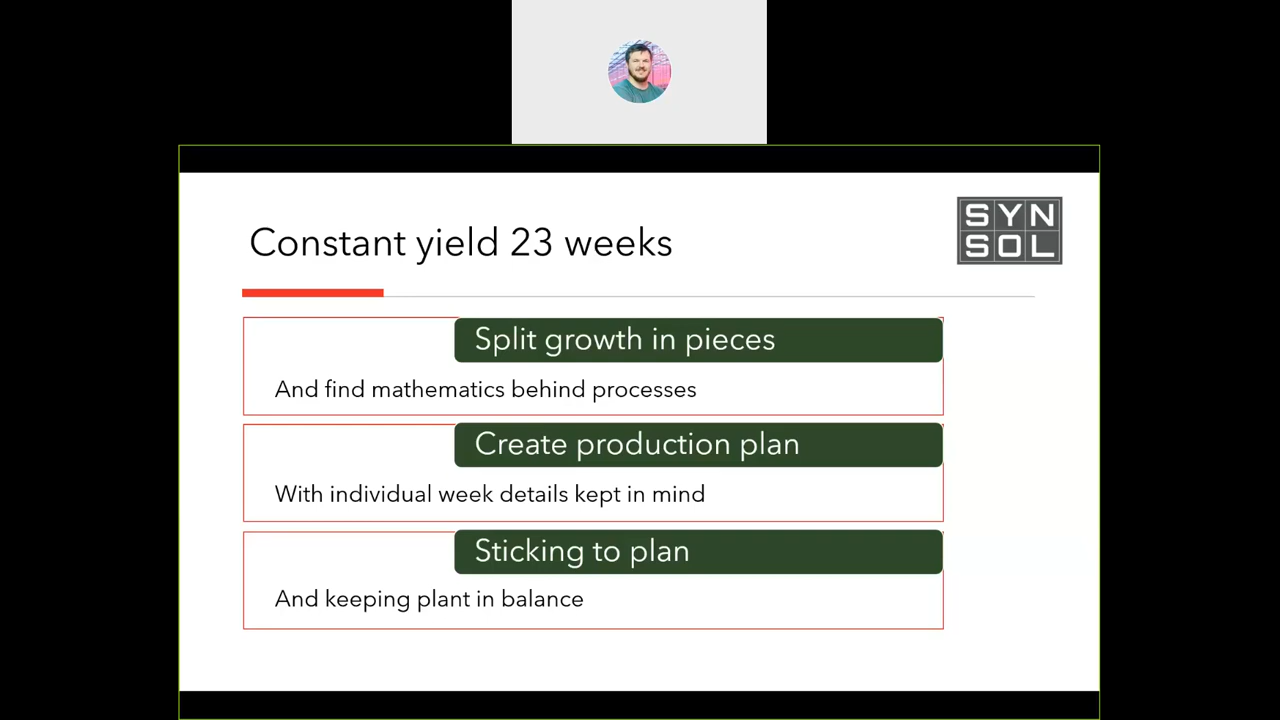 SYN
SOL
Constant yield 23 weeks
Split growth in pieces
And find mathematics behind processes
Create production plan
With individual week details kept in mind
Sticking to plan
And keeping plant in balance